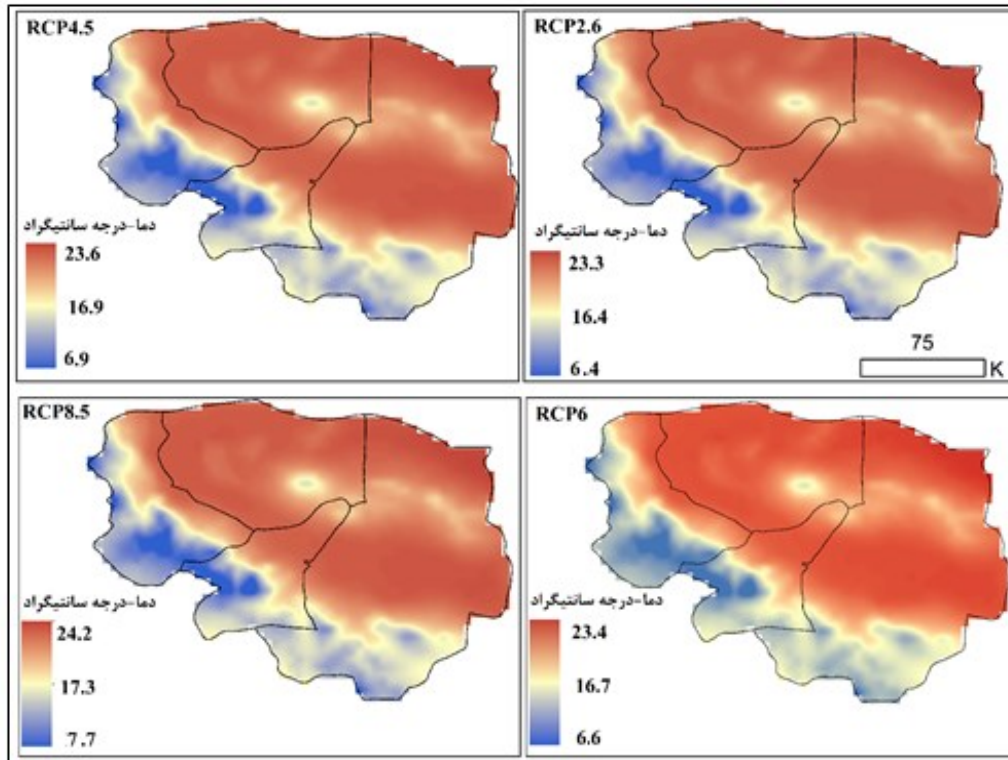 RCP4.5
دما-درجه سانتیگراد
23.6
16.9
6.9
RCP2.6
دما-درجه سانتیگراد
23.3
16.4
6.4
75
K
RCP8.5
دما-درجه سانتیگراد
24.2
17.3
7.7
RCP6
دما-درجه سانتیگراد
23.4
16.7
6.6